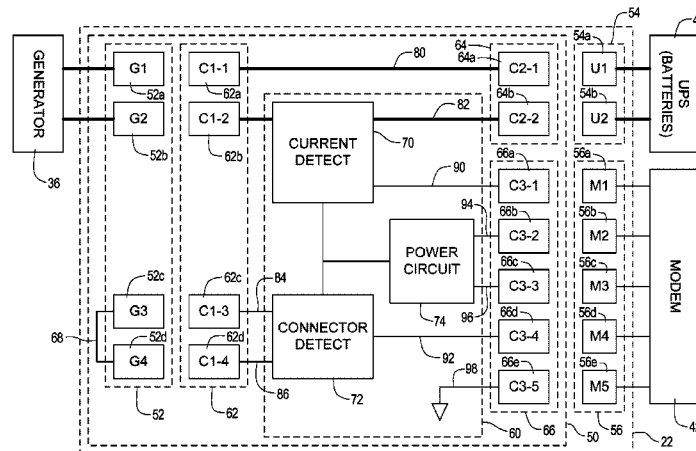 GENERATOR
36
G1
52a
G2
52b
G3
52c
G4
52d
68
52
C1-1
62a
C1-2
62b
C1-3
62c
C1-4
62d
62
80
82
84
86
CURRENT DETECT
70
CONNECTOR DETECT
72
POWER CIRCUIT
74
90
94
96
92
98
60
64
64a
C2-1
64b
C2-2
66a
C3-1
66b
C3-2
66c
C3-3
66d
C3-4
66e
C3-5
66
50
54
54a
U1
54b
U2
56a
M1
56b
M2
56c
M3
56d
M4
56e
M5
56
22
UPS (BATTERIES)
MODEM